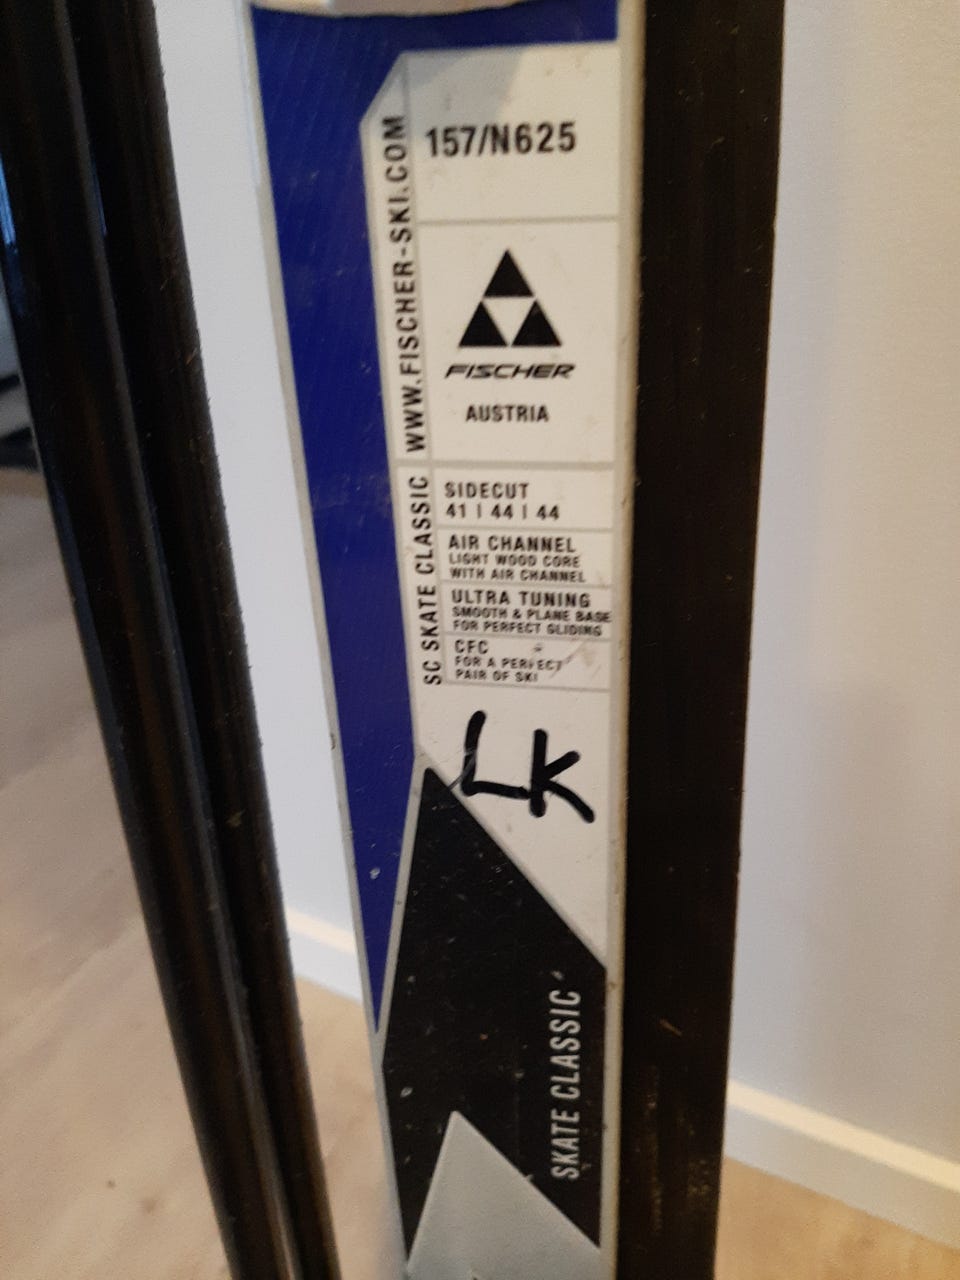 157/N625
WWW.FISCHER-SKI.COM
FISCHER
AUSTRIA
SC SKATE CLASSIC
SIDECUT
41 | 44 | 44
AIR CHANNEL
LIGHT WOOD CORE
WITH AIR CHANNEL
ULTRA TUNING
SMOOTH & PLANE BASE
FOR PERFECT GLIDING
CFC
FOR A PERFECT
PAIR OF SKI
LK
SKATE CLASSIC